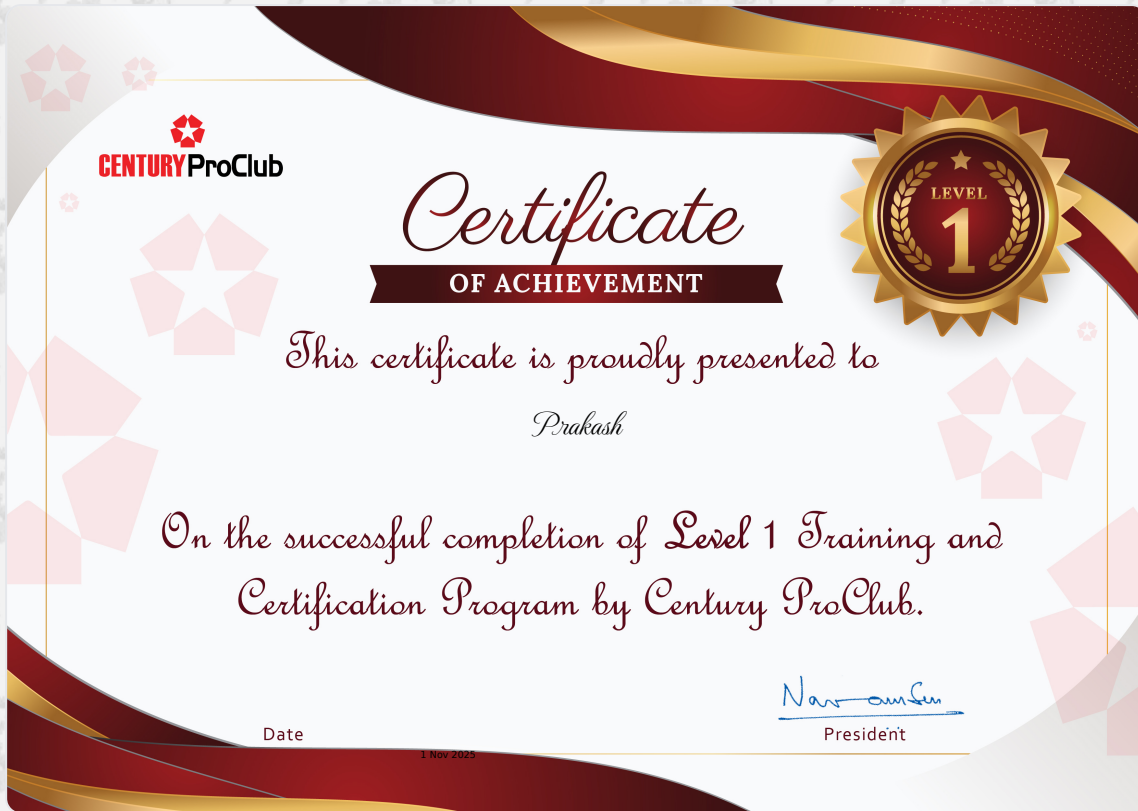 CENTURY ProClub
LEVEL
1
Certificate
OF ACHIEVEMENT
This certificate is proudly presented to
Prakash
On the successful completion of Level 1 Training and
Certification Program by Century ProClub.
Date
President
1 Nov 2025